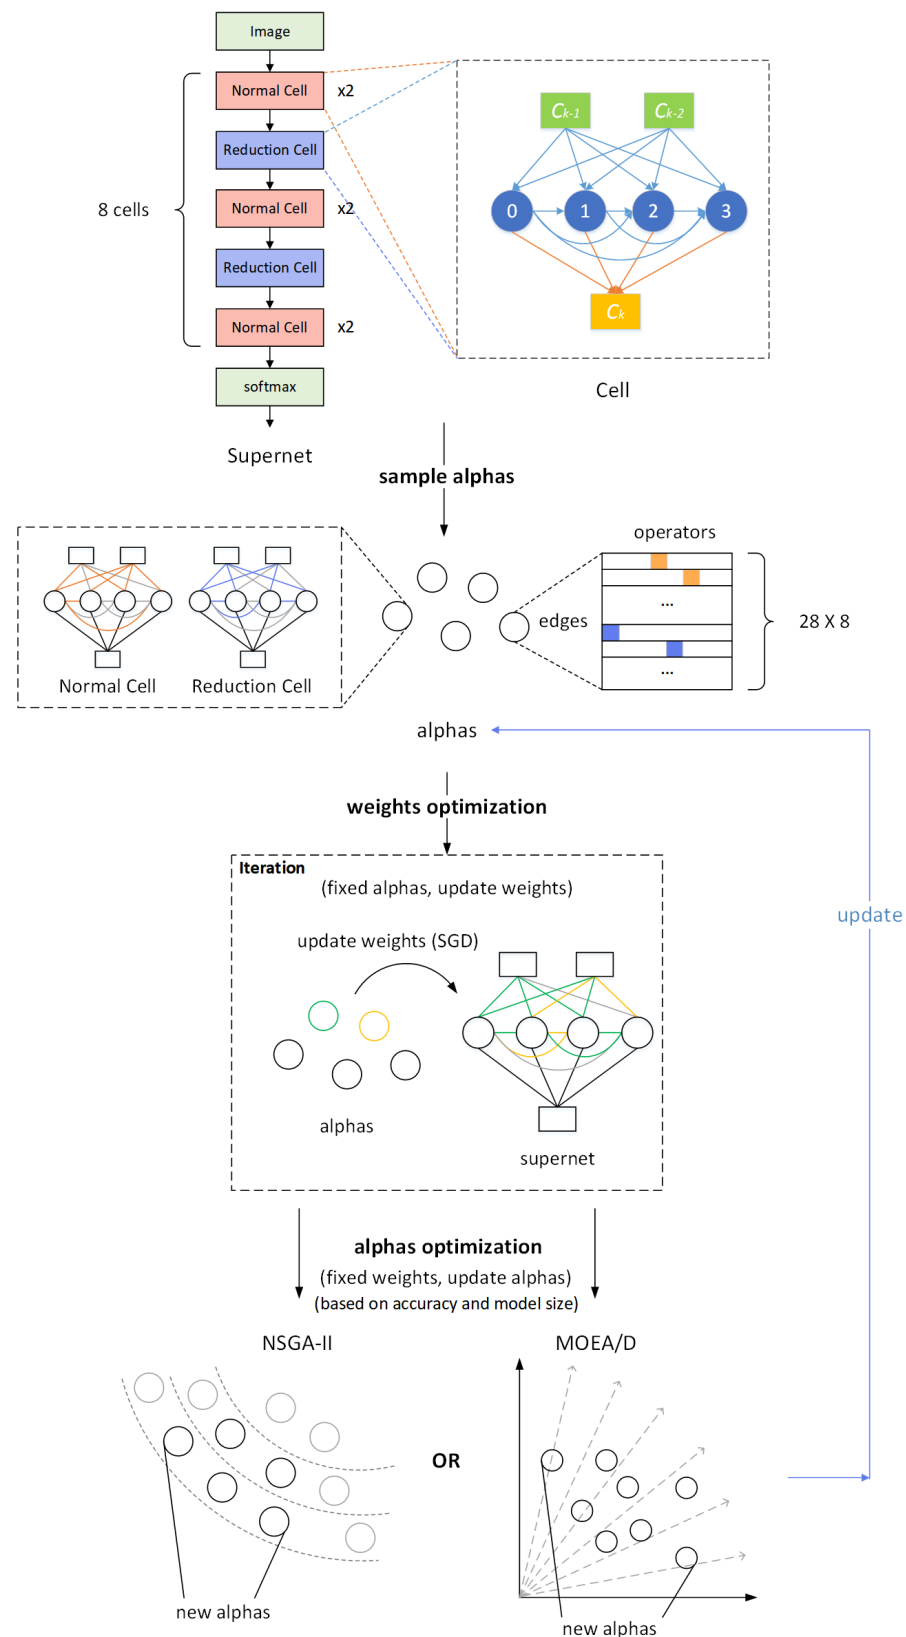 Image
Normal Cell
x2
Reduction Cell
8 cells
Normal Cell
x2
Reduction Cell
Normal Cell
x2
softmax
Supernet
Ck-1
Ck-2
0
1
2
3
Ck
Cell
sample alphas
Normal Cell
Reduction Cell
operators
edges
...
...
28 X 8
alphas
update
weights optimization
Iteration
(fixed alphas, update weights)
update weights (SGD)
alphas
supernet
alphas optimization
(fixed weights, update alphas)
(based on accuracy and model size)
NSGA-II
MOEA/D
OR
new alphas
new alphas